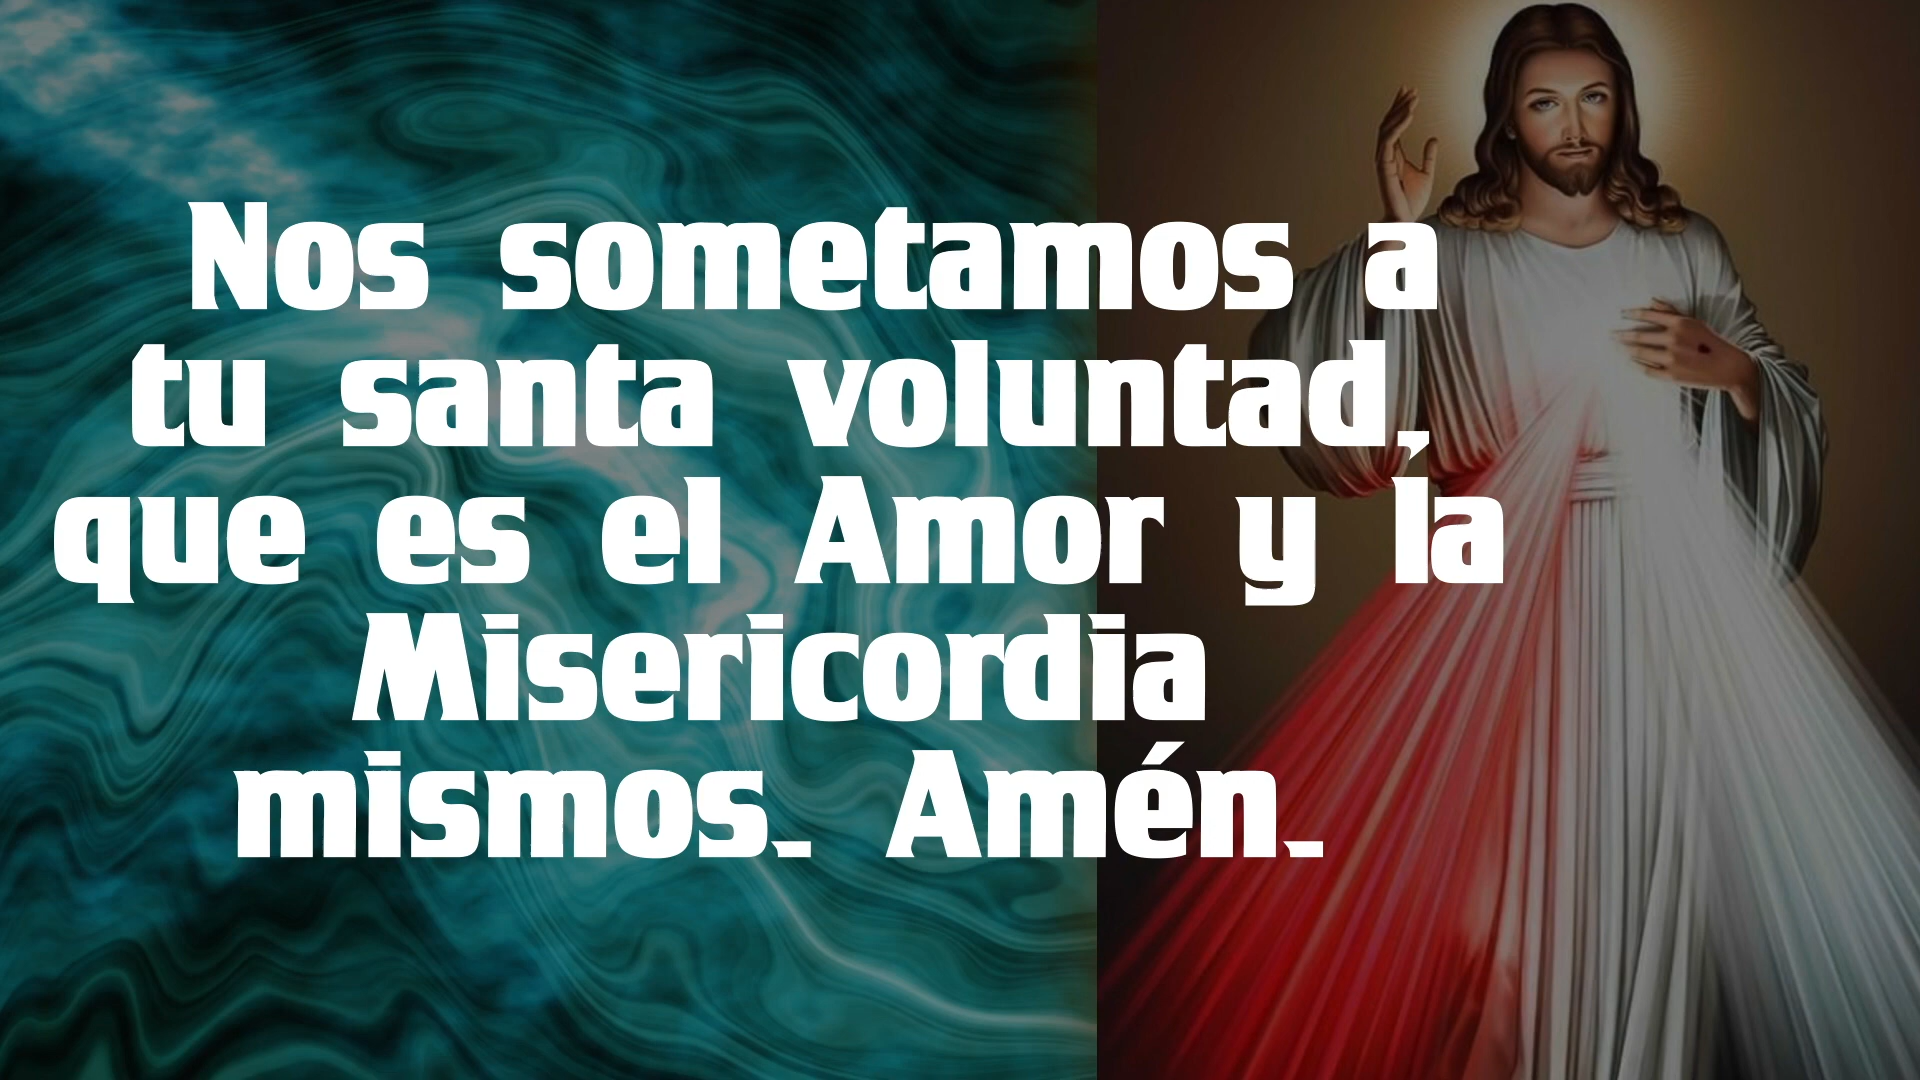 Nos sometamos a
tu santa voluntad,
que es el Amor y la
Misericordia
mismos. Amén.